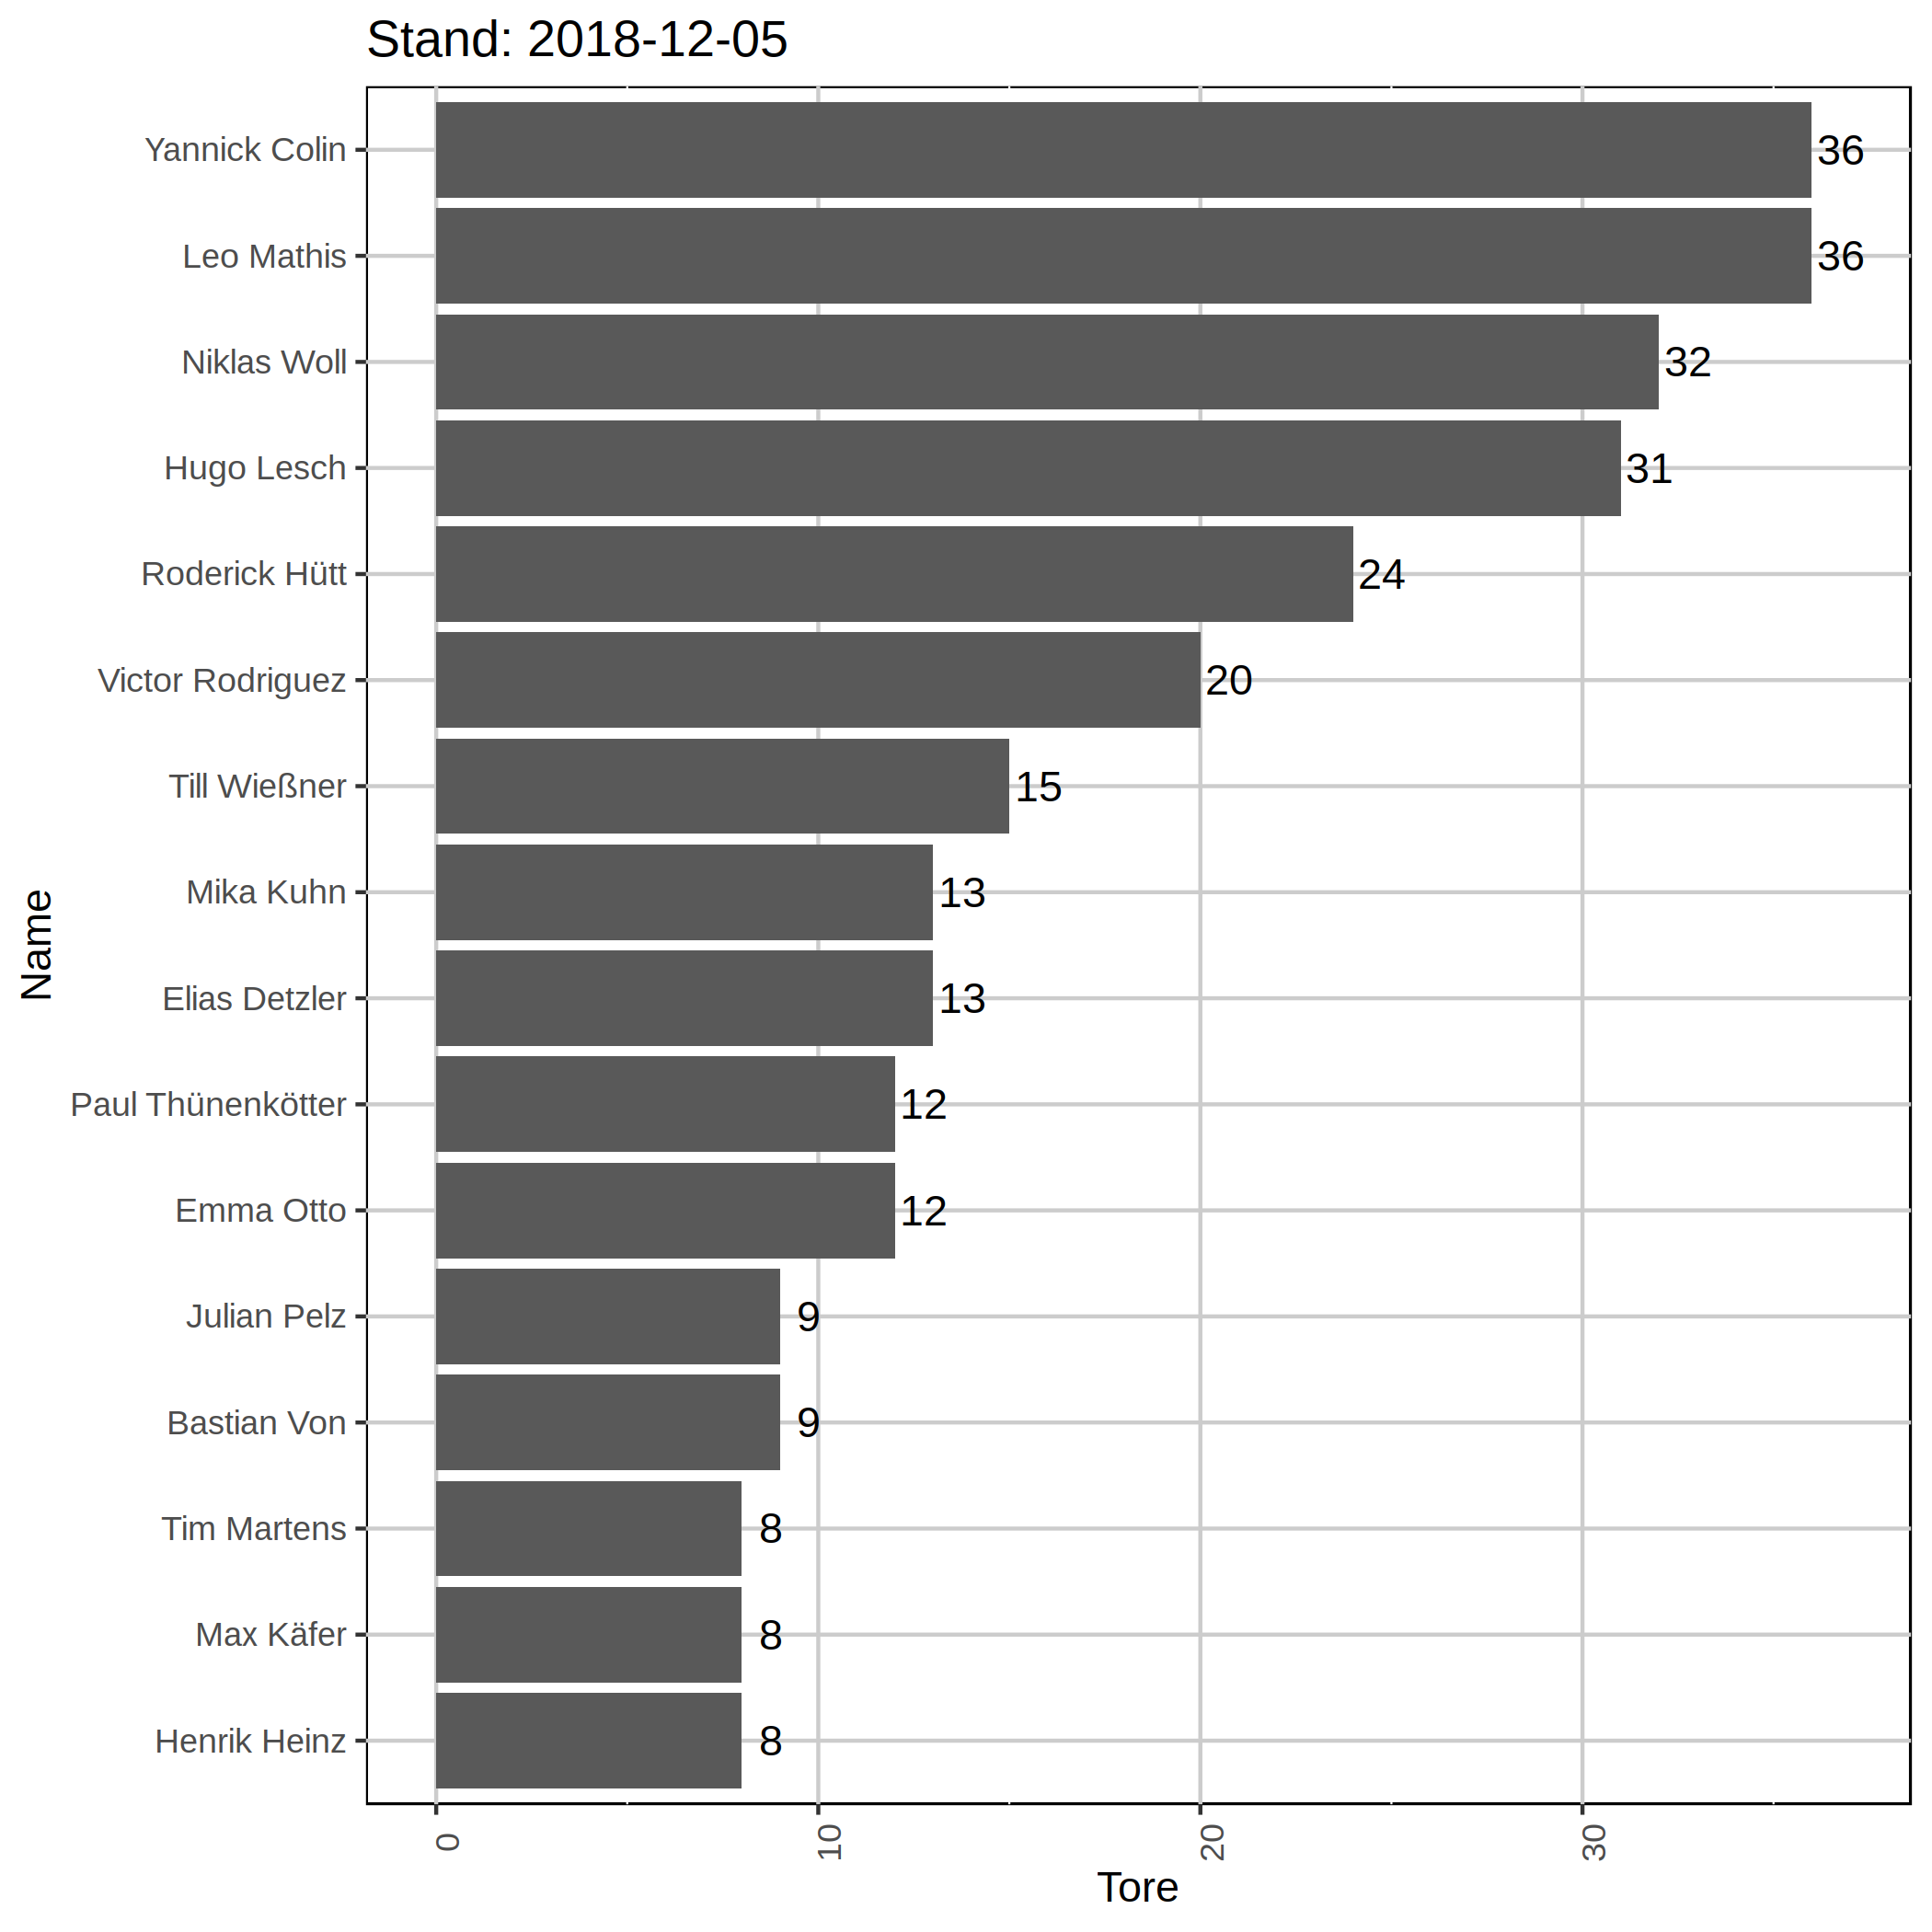 Stand: 2018-12-05
Yannick Colin 36
Leo Mathis 36
Niklas Woll 32
Hugo Lesch 31
Roderick Hütt 24
Victor Rodriguez 20
Till Wießner 15
Mika Kuhn 13
Elias Detzler 13
Paul Thünenkötter 12
Emma Otto 12
Julian Pelz 9
Bastian Von 9
Tim Martens 8
Max Käfer 8
Henrik Heinz 8
Name
0 10 20 30
Tore